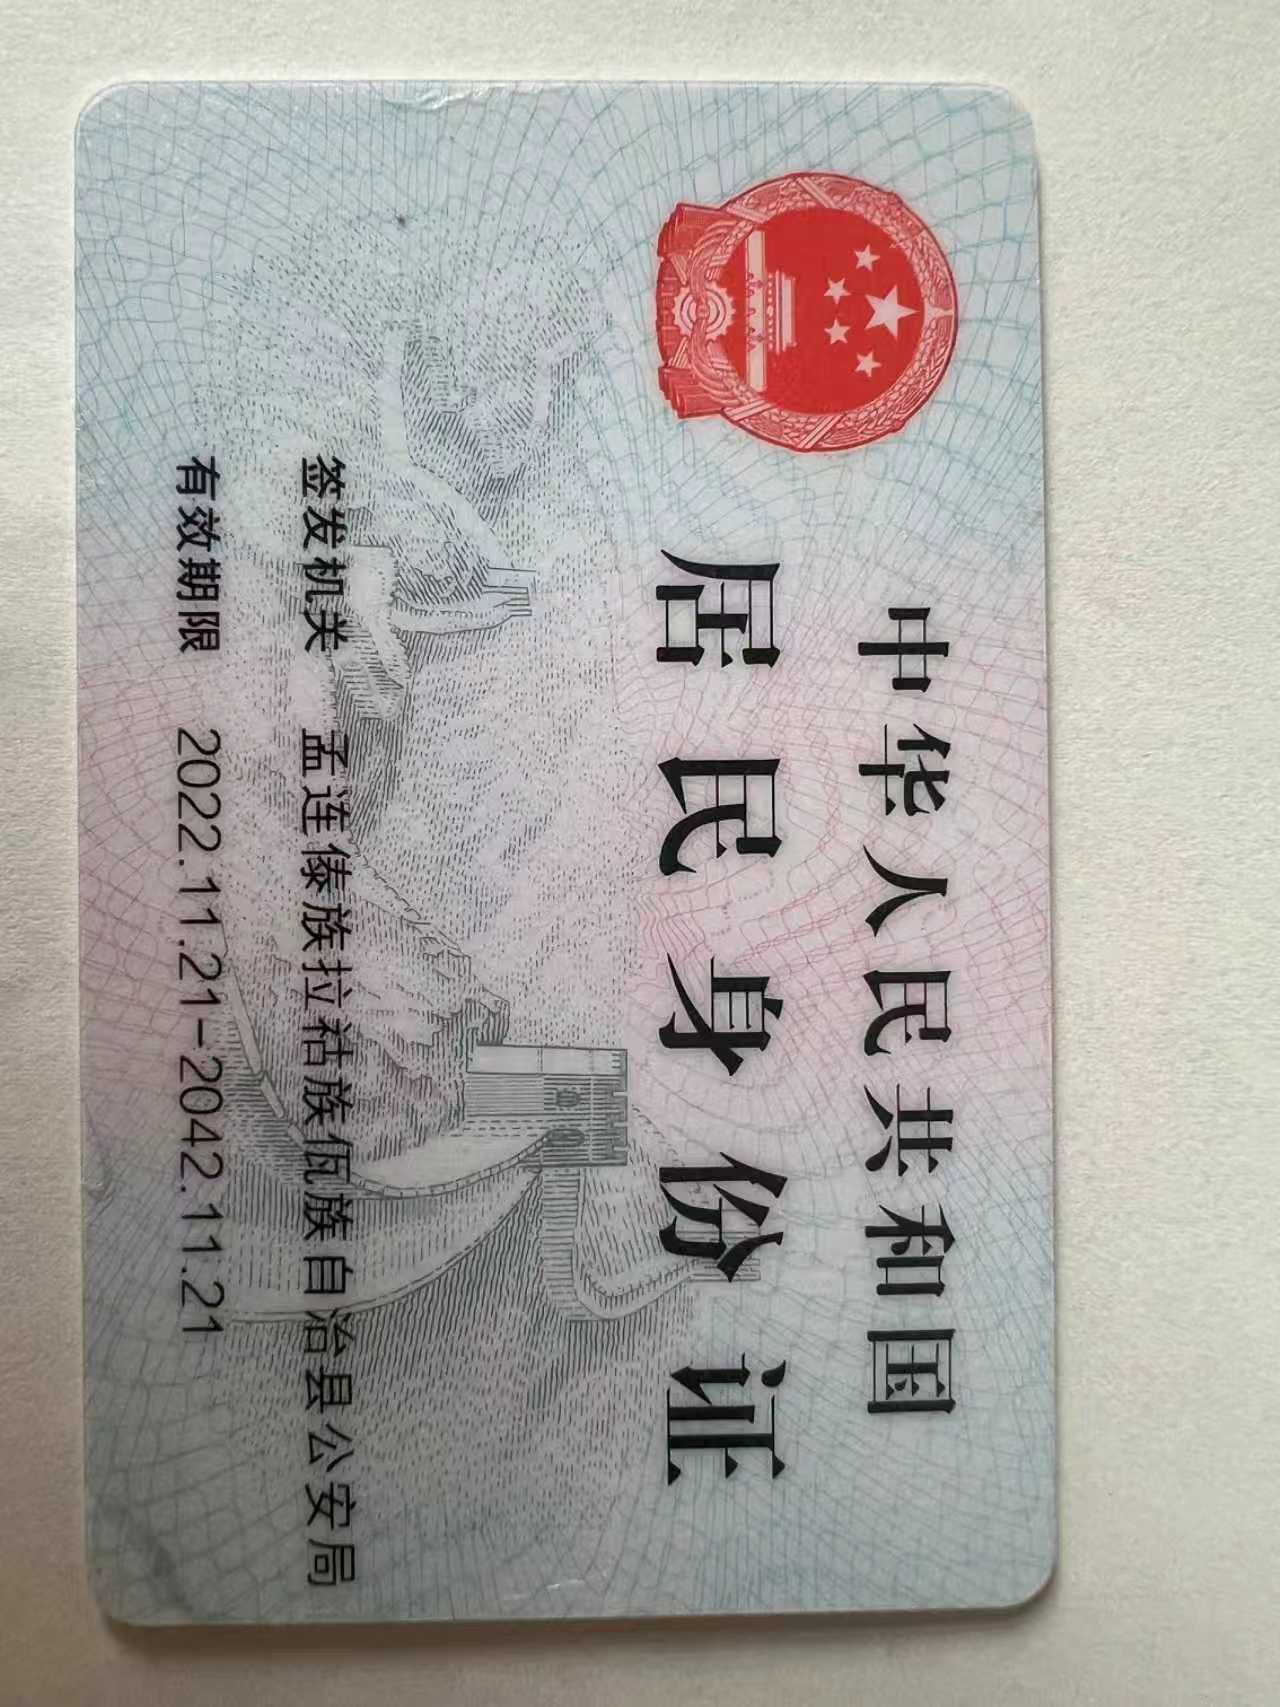 中华人民共和国
居民身份证
签发机关 孟连傣族拉祜族佤族自治县公安局
有效期限 2022.11.21-2042.11.21